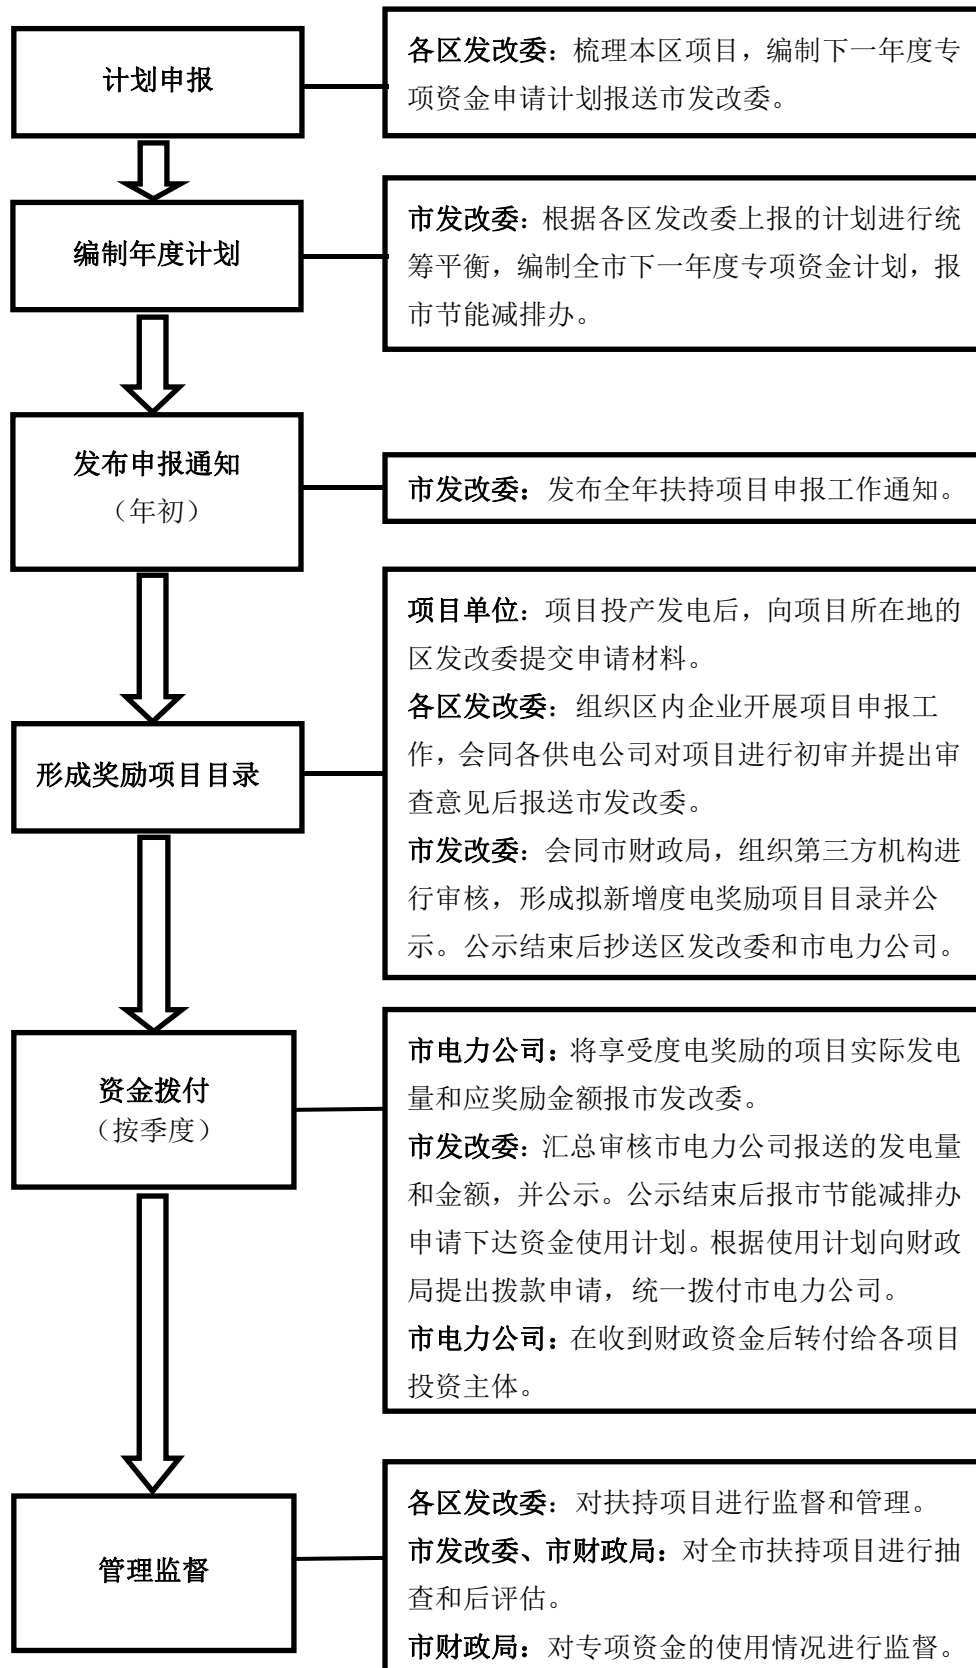 计划申报
各区发改委：梳理本区项目，编制下一年度专
项资金申请计划报送市发改委。
编制年度计划
市发改委：根据各区发改委上报的计划进行统
筹平衡，编制全市下一年度专项资金计划，报
市节能减排办。
发布申报通知
（年初）
市发改委：发布全年扶持项目申报工作通知。
形成奖励项目目录
项目单位：项目投产发电后，向项目所在地的
区发改委提交申请材料。
各区发改委：组织区内企业开展项目申报工
作，会同各供电公司对项目进行初审并提出审
查意见后报送市发改委。
市发改委：会同市财政局，组织第三方机构进
行审核，形成拟新增度电奖励项目目录并公
示。公示结束后抄送区发改委和市电力公司。
资金拨付
（按季度）
市电力公司：将享受度电奖励的项目实际发电
量和应奖励金额报市发改委。
市发改委：汇总审核市电力公司报送的发电量
和金额，并公示。公示结束后报市节能减排办
申请下达资金使用计划。根据使用计划向财政
局提出拨款申请，统一拨付市电力公司。
市电力公司：在收到财政资金后转付给各项目
投资主体。
管理监督
各区发改委：对扶持项目进行监督和管理。
市发改委、市财政局：对全市扶持项目进行抽
查和后评估。
市财政局：对专项资金的使用情况进行监督。